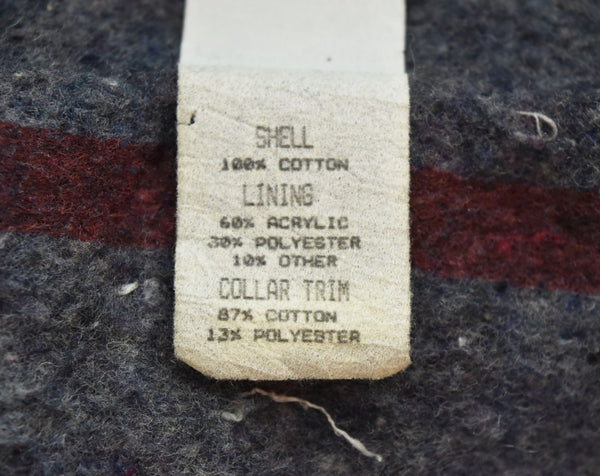 SHELL
100% COTTON
LINING
60% ACRYLIC
30% POLYESTER
10% OTHER
COLLAR TRIM
87% COTTON
13% POLYESTER